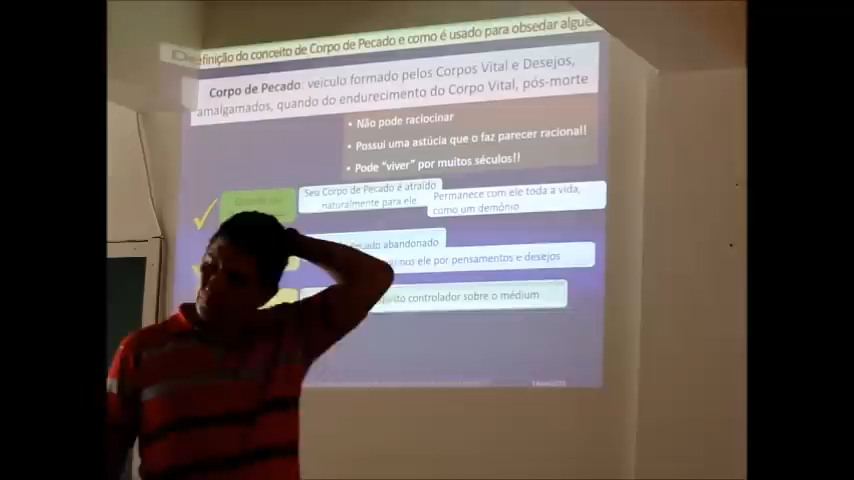 Definição do conceito de Corpo de Pecado e como é usado para obsedar algué
Corpo de Pecado: veículo formado pelos Corpos Vital e Desejos,
amalgamados, quando do endurecimento do Corpo Vital, pós-morte
• Não pode raciocinar
• Possui uma astúcia que o faz parecer racional!!
• Pode "viver" por muitos séculos!!
Seu Corpo de Pecado é atraído
naturalmente para ele
Permanece com ele toda a vida,
como um demônio
abandonado
ele por pensamentos e desejos
controlador sobre o médium